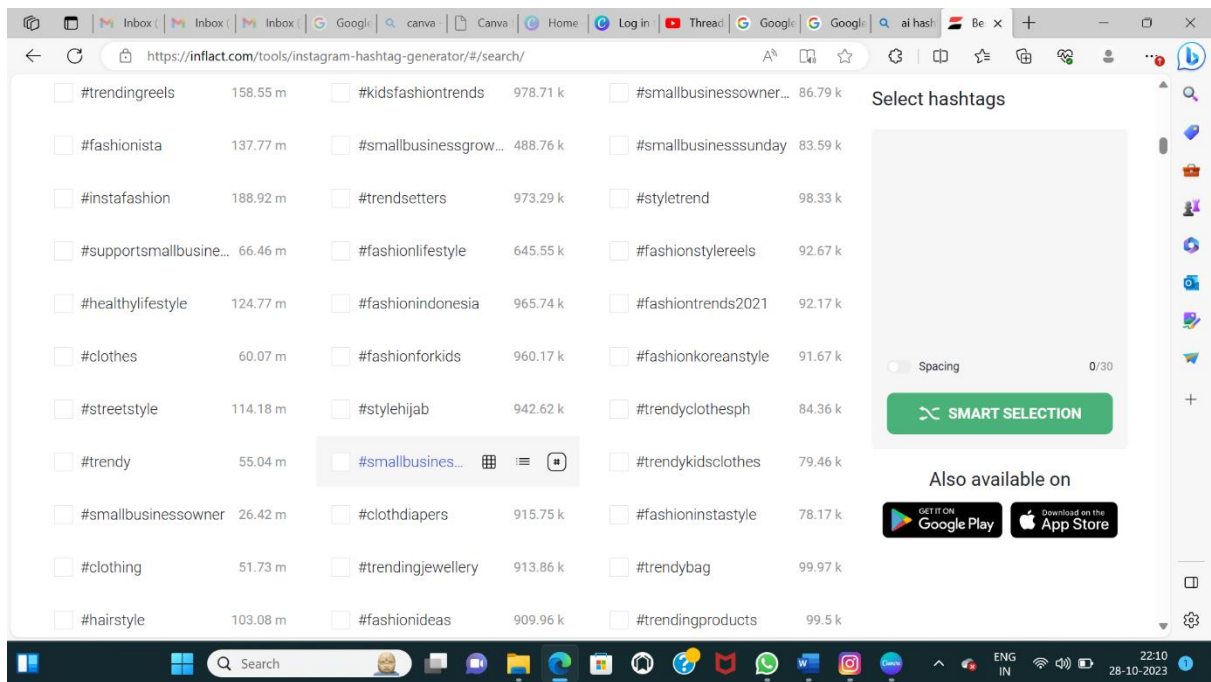 Inbox (
Inbox (
Inbox (
Google
canva -
Canva
Home
Log in
Thread
Google
Google
ai hash
Be
https://inflact.com/tools/instagram-hashtag-generator/#/search/
#trendingreels 158.55 m #kidsfashiontrends 978.71 k #smallbusinessowner... 86.79 k
Select hashtags
#fashionista 137.77 m #smallbusinessgrow... 488.76 k #smallbusinesssunday 83.59 k
#instafashion 188.92 m #trendsetters 973.29 k #styletrend 98.33 k
#supportsmallbusine... 66.46 m #fashionlifestyle 645.55 k #fashionstylereels 92.67 k
#healthylifestyle 124.77 m #fashionindonesia 965.74 k #fashiontrends2021 92.17 k
#clothes 60.07 m #fashionforkids 960.17 k #fashionkoreanstyle 91.67 k
Spacing 0/30
#streetstyle 114.18 m #stylehijab 942.62 k #trendyclothesph 84.36 k
SMART SELECTION
#trendy 55.04 m #smallbusines... # #trendykidsclothes 79.46 k
Also available on
#smallbusinessowner 26.42 m #clothdiapers 915.75 k #fashioninstastyle 78.17 k
GET IT ON
Google Play
Download on the
App Store
#clothing 51.73 m #trendingjewellery 913.86 k #trendybag 99.97 k
#hairstyle 103.08 m #fashionideas 909.96 k #trendingproducts 99.5 k
Search
ENG
IN
22:10
28-10-2023
1